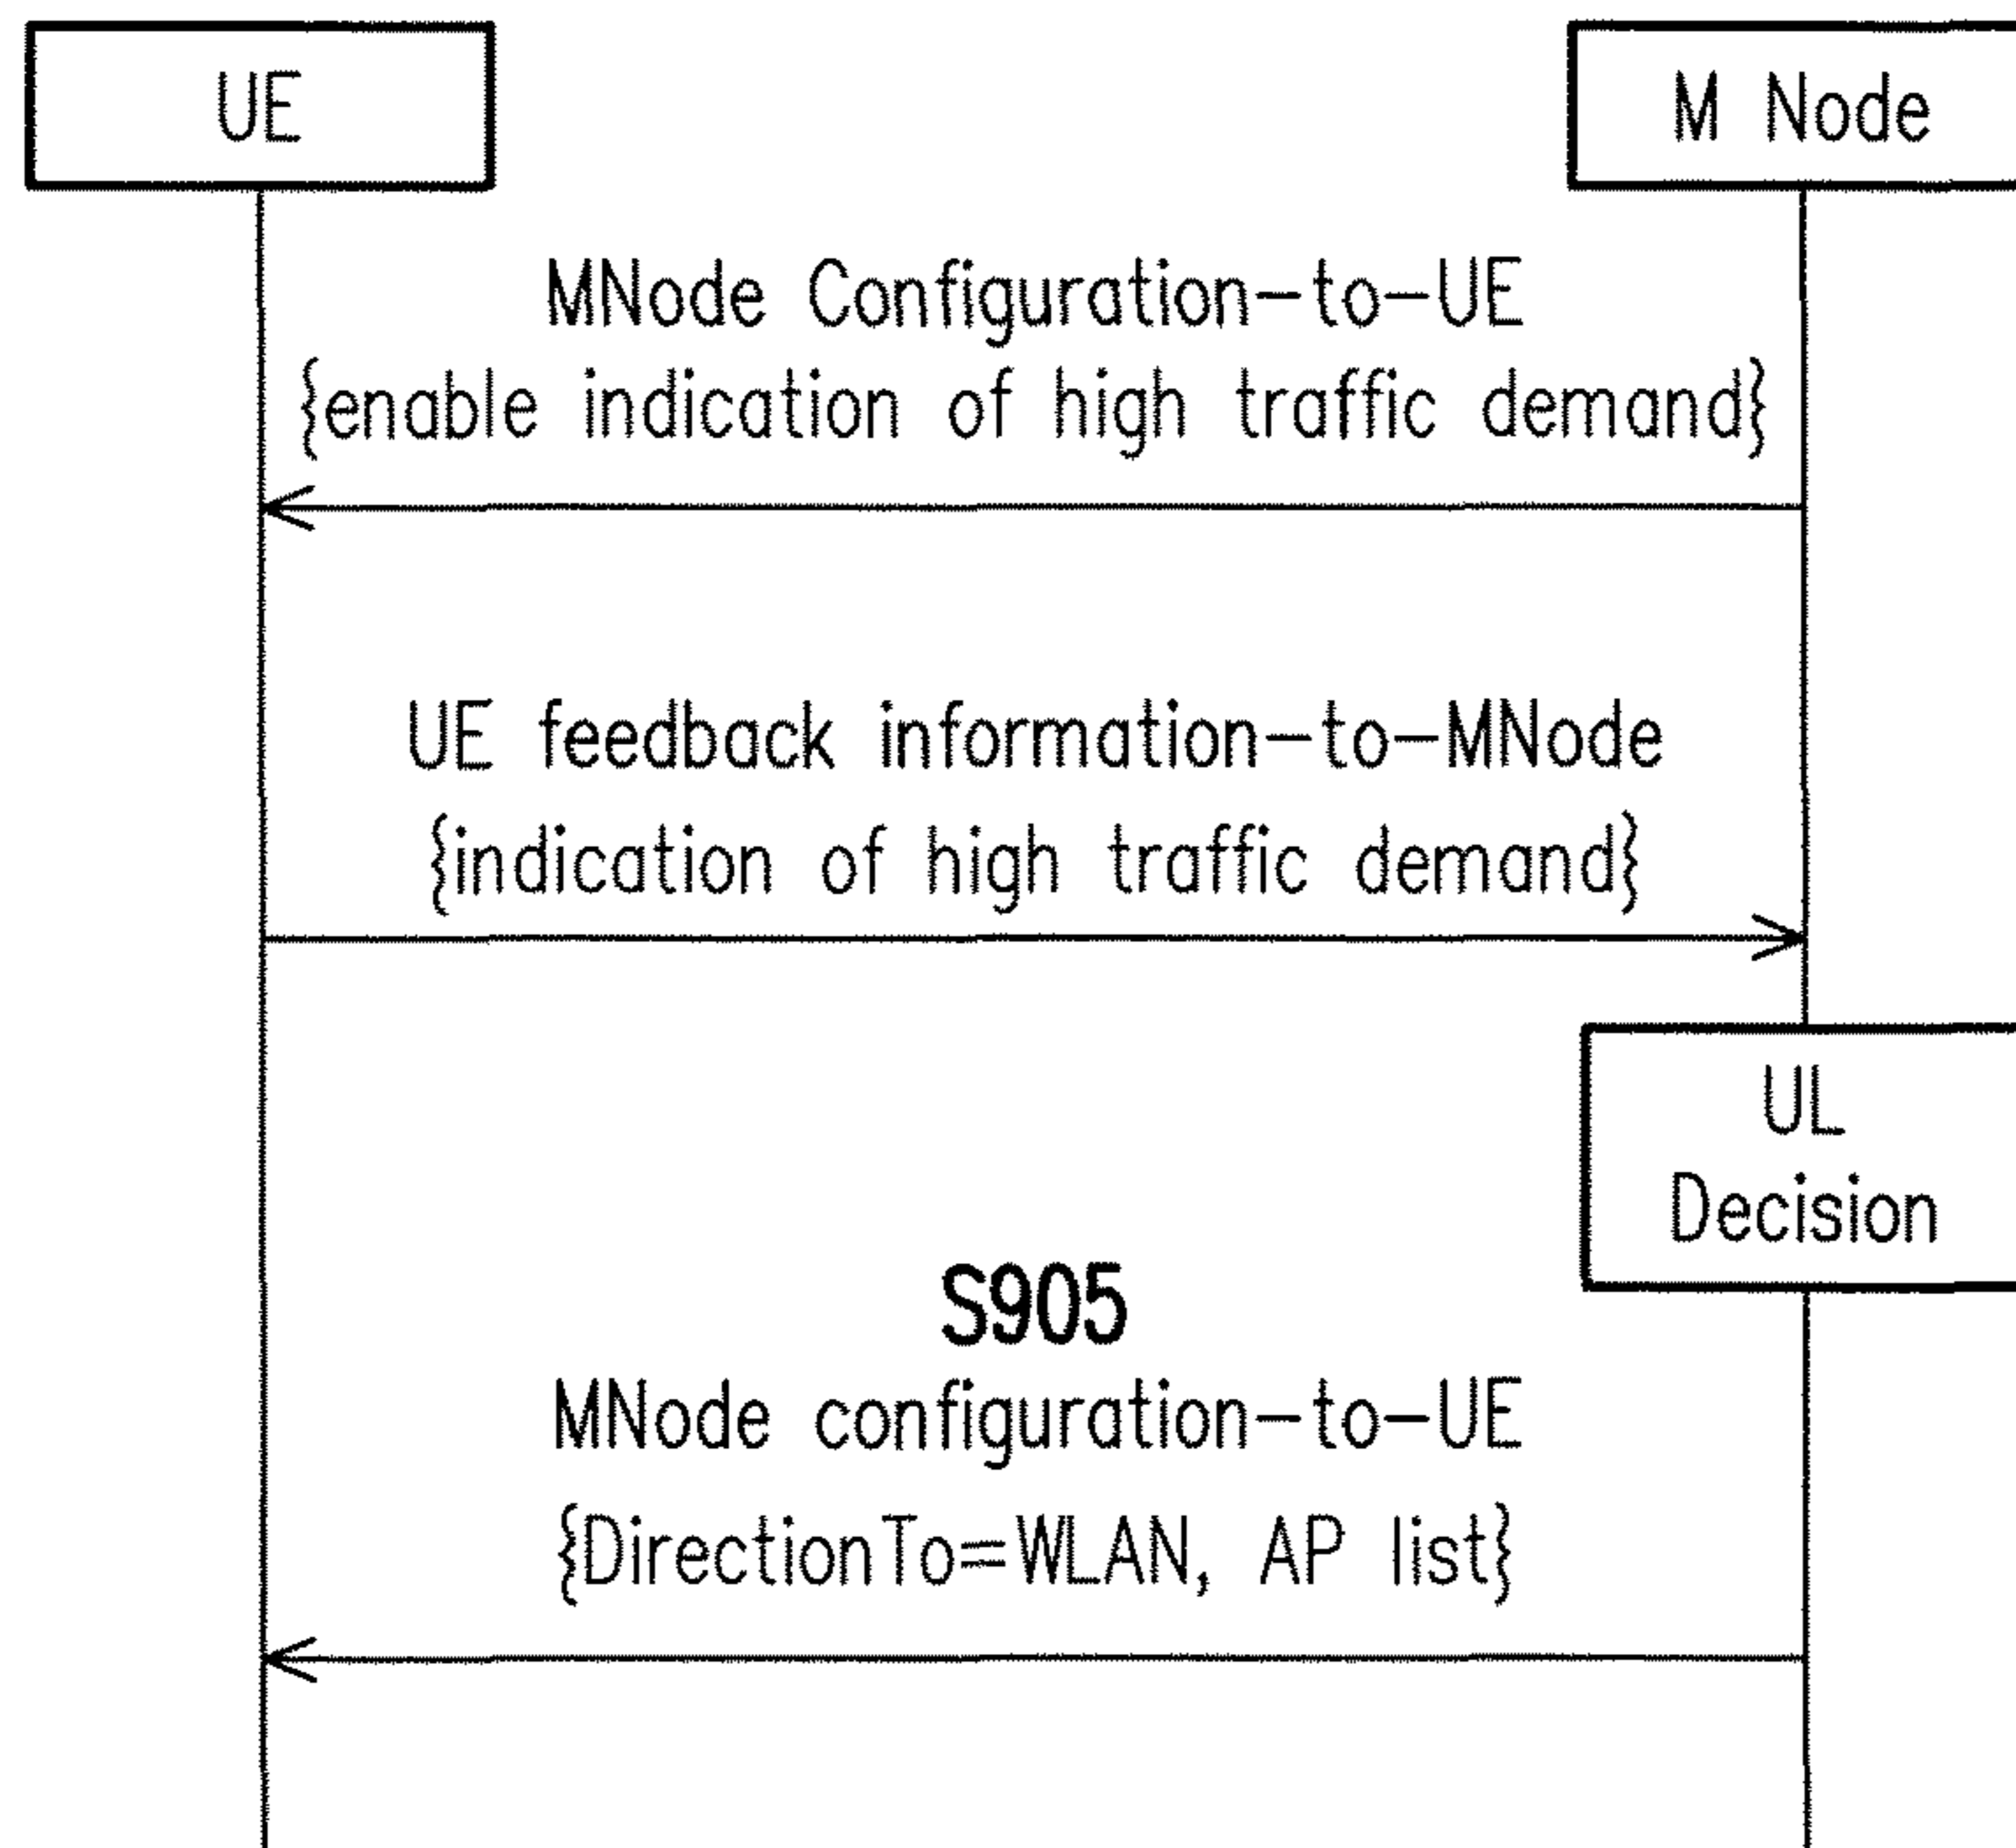 UE
M Node
MNode Configuration-to-UE
{enable indication of high traffic demand}
UE feedback information-to-MNode
{indication of high traffic demand}
UL
Decision
S905
MNode configuration-to-UE
{DirectionTo=WLAN, AP list}